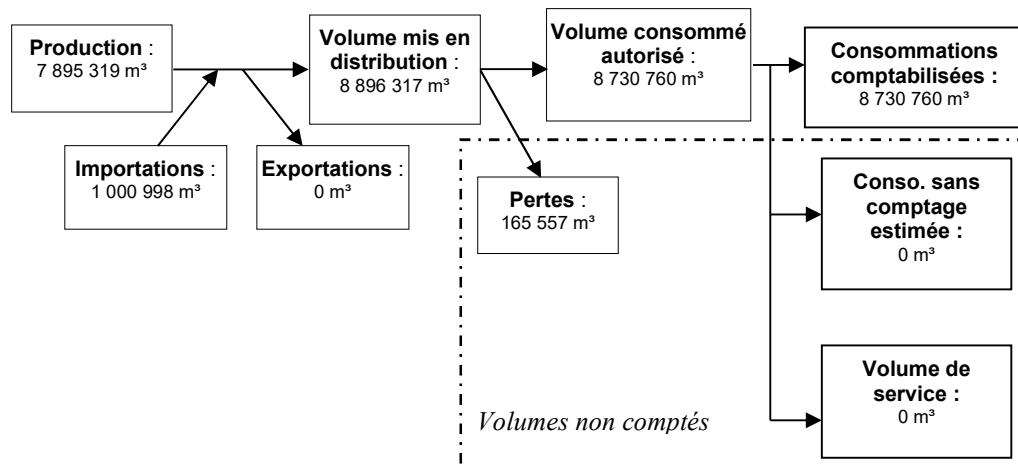 Production :
7 895 319 m³
Volume mis en
distribution :
8 896 317 m³
Volume consommé
autorisé :
8 730 760 m³
Consommations
comptabilisées :
8 730 760 m³
Importations :
1 000 998 m³
Exportations :
0 m³
Pertes :
165 557 m³
Conso. sans
comptage
estimée :
0 m³
Volume de
service :
0 m³
Volumes non comptés